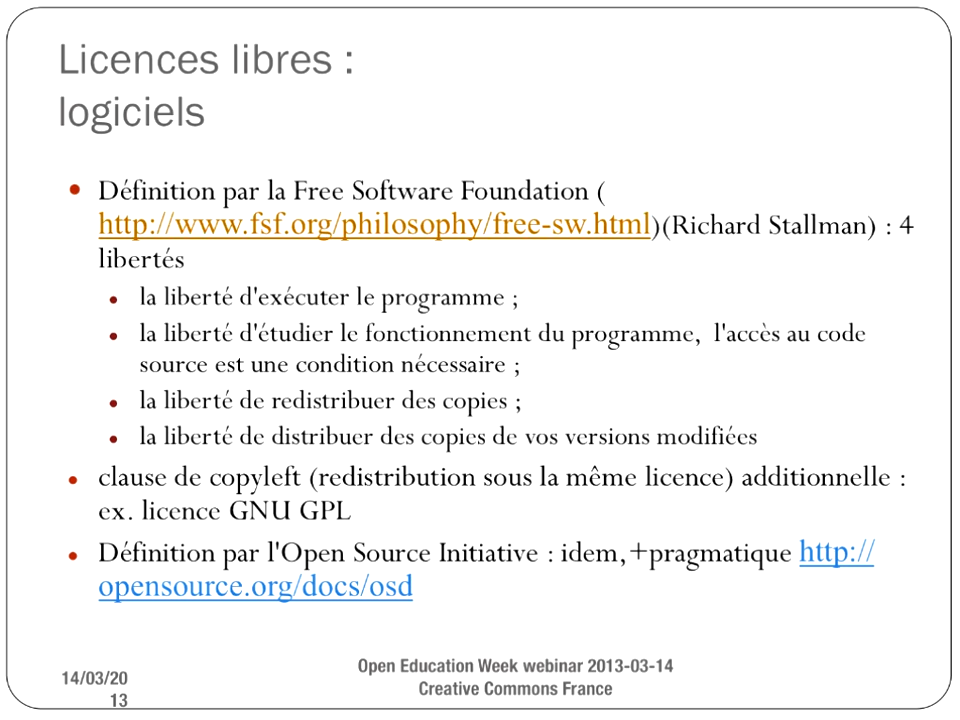 Licences libres :
logiciels
• Définition par la Free Software Foundation (
http://www.fsf.org/philosophy/free-sw.html)(Richard Stallman) : 4
libertés
• la liberté d'exécuter le programme ;
• la liberté d'étudier le fonctionnement du programme, l'accès au code
source est une condition nécessaire ;
• la liberté de redistribuer des copies ;
• la liberté de distribuer des copies de vos versions modifiées
• clause de copyleft (redistribution sous la même licence) additionnelle :
ex. licence GNU GPL
• Définition par l'Open Source Initiative : idem,+pragmatique http://
opensource.org/docs/osd
14/03/20
13
Open Education Week webinar 2013-03-14
Creative Commons France